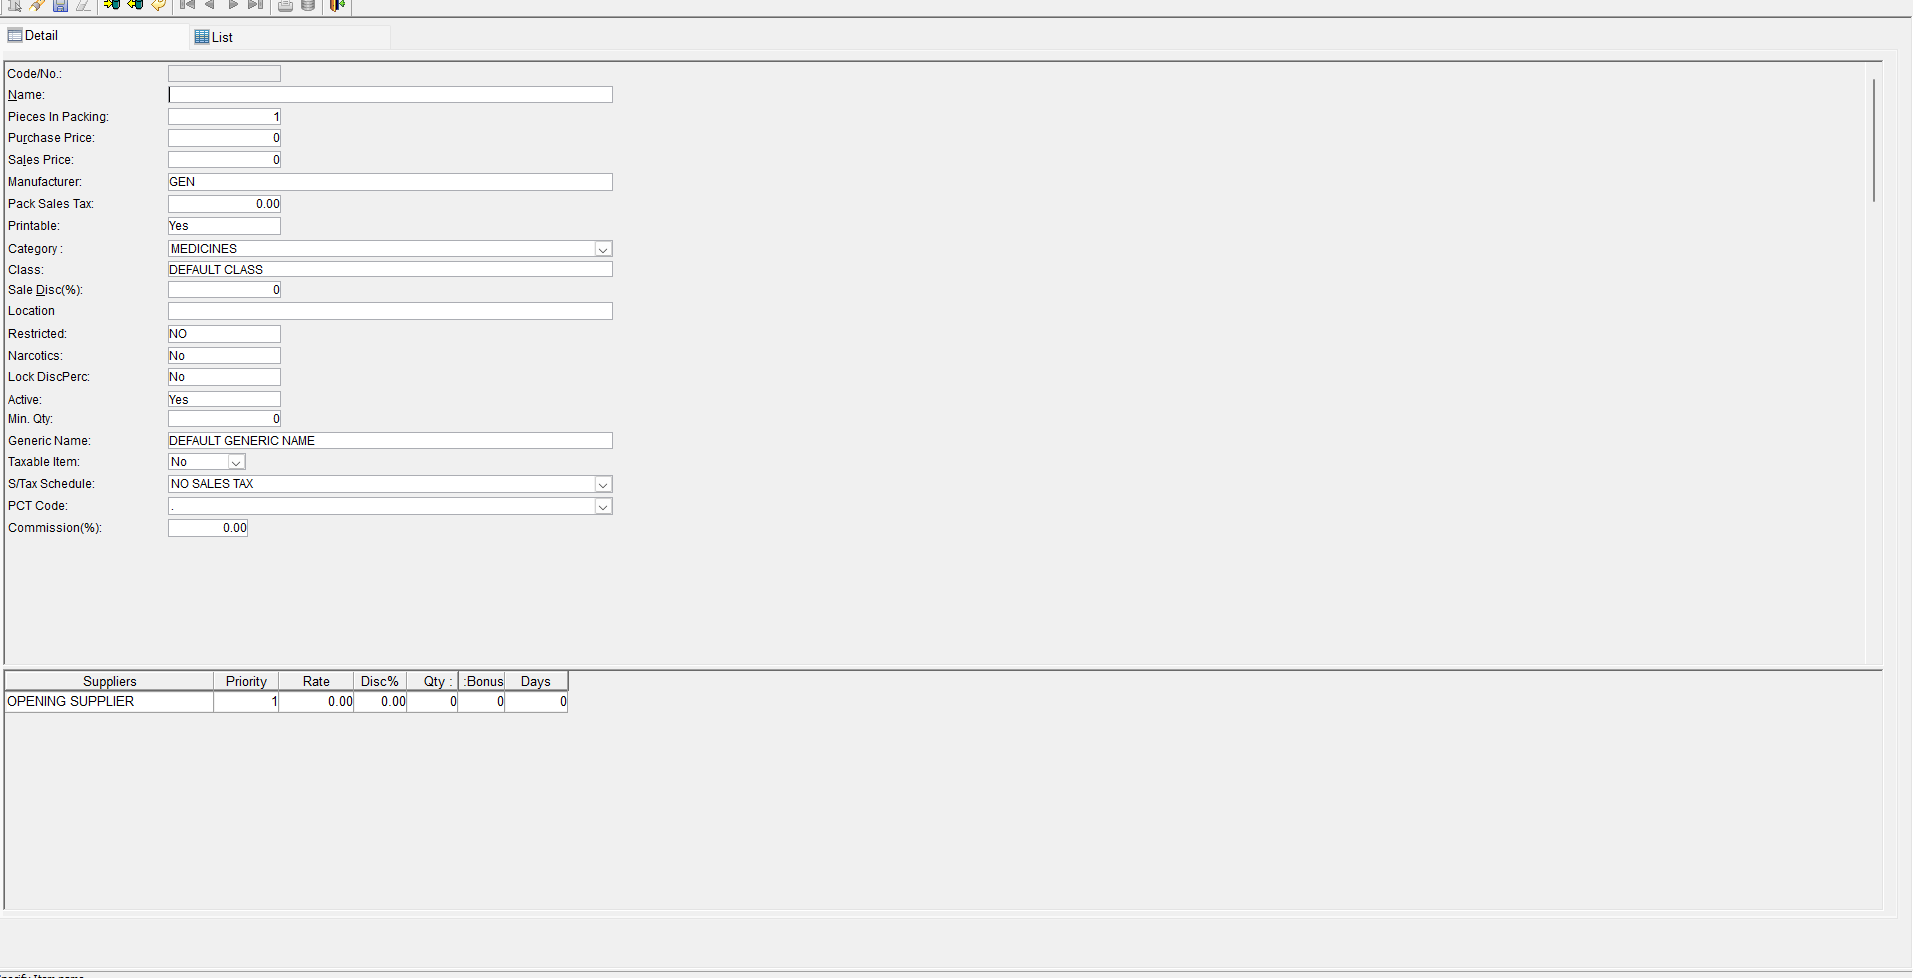 Detail
List
Code/No.:
Name:
Pieces In Packing: 1
Purchase Price: 0
Sales Price: 0
Manufacturer: GEN
Pack Sales Tax: 0.00
Printable: Yes
Category : MEDICINES
Class: DEFAULT CLASS
Sale Disc(%): 0
Location
Restricted: NO
Narcotics: No
Lock DiscPerc: No
Active: Yes
Min. Qty: 0
Generic Name: DEFAULT GENERIC NAME
Taxable Item: No
S/Tax Schedule: NO SALES TAX
PCT Code: .
Commission(%): 0.00
Suppliers Priority Rate Disc% Qty : :Bonus Days
OPENING SUPPLIER 1 0.00 0.00 0 0 0
Item name